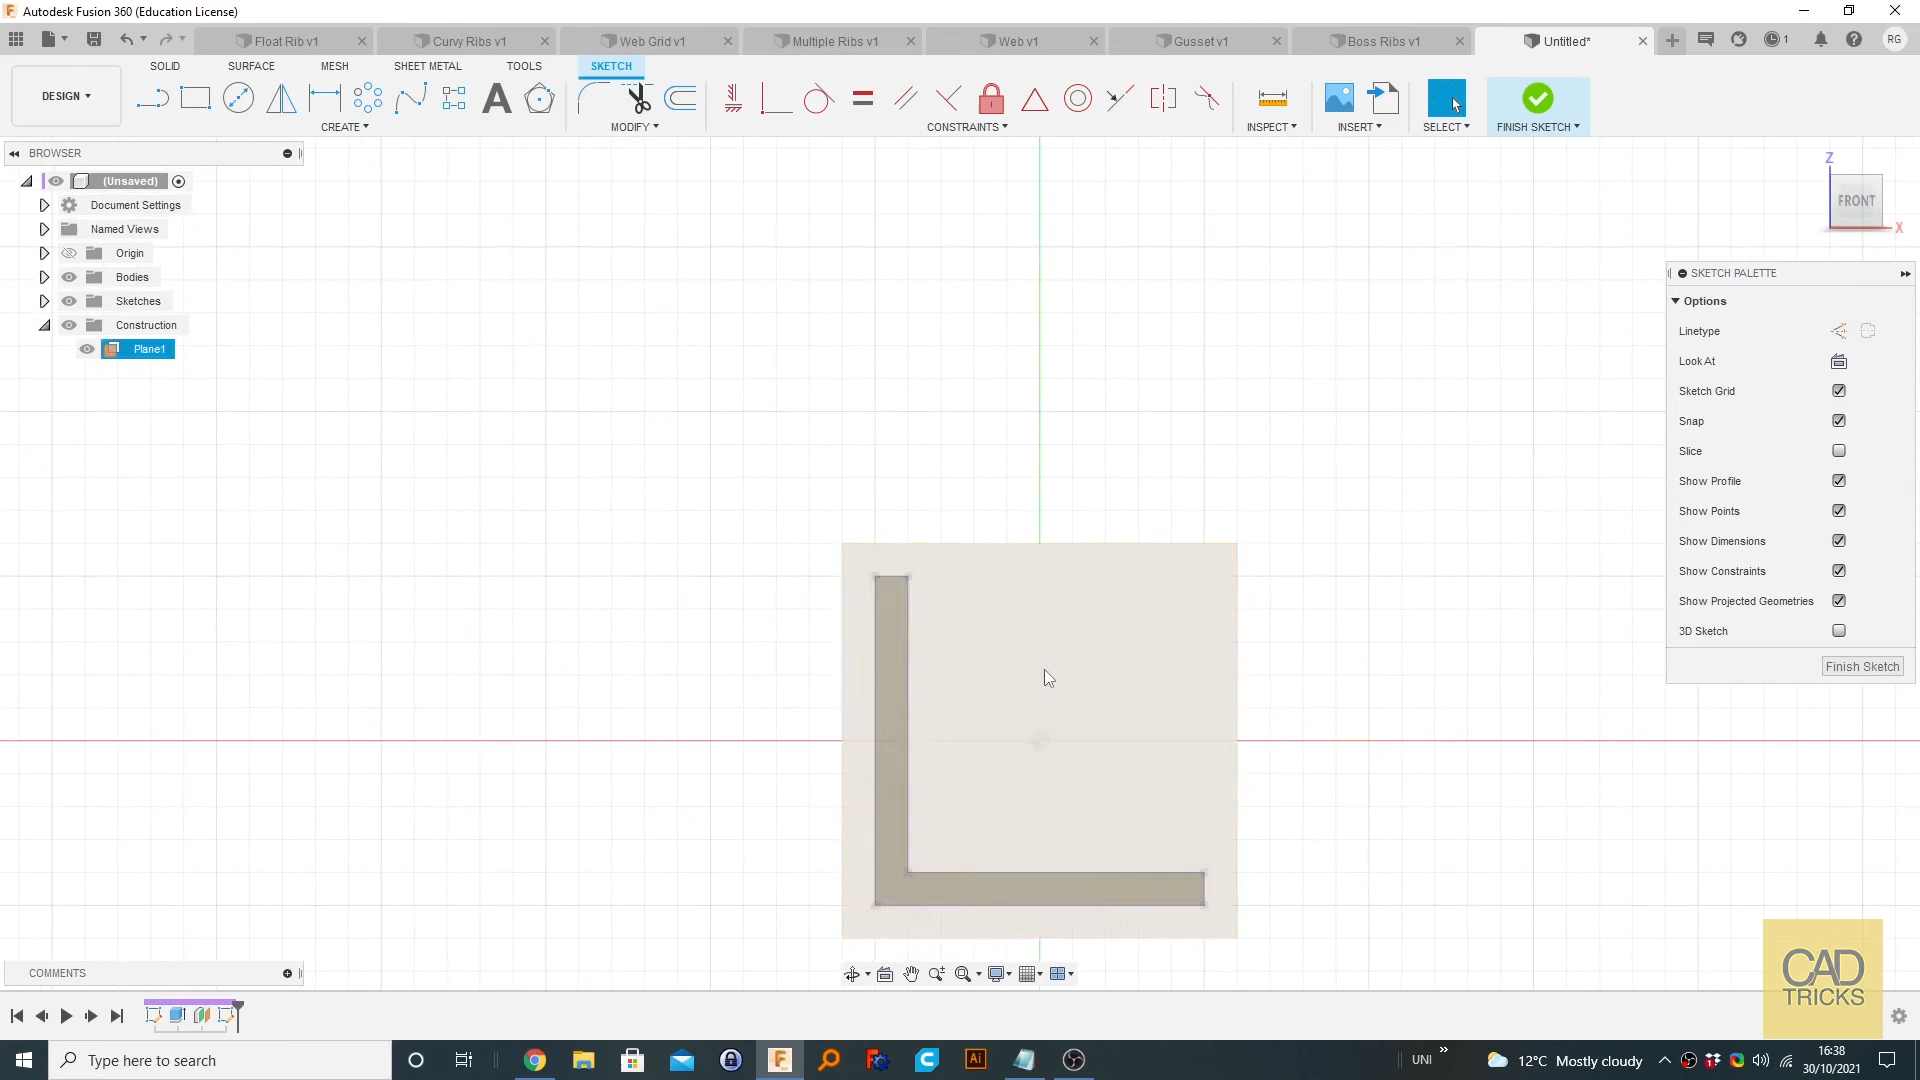 Autodesk Fusion 360 (Education License)
Float Rib v1
Curvy Ribs v1
Web Grid v1
Multiple Ribs v1
Web v1
Gusset v1
Boss Ribs v1
Untitled*
1
RG
DESIGN
SOLID
SURFACE
MESH
SHEET METAL
TOOLS
SKETCH
CREATE
MODIFY
CONSTRAINTS
INSPECT
INSERT
SELECT
FINISH SKETCH
BROWSER
(Unsaved)
Document Settings
Named Views
Origin
Bodies
Sketches
Construction
Plane1
Z
FRONT
X
SKETCH PALETTE
Options
Linetype
Look At
Sketch Grid
Snap
Slice
Show Profile
Show Points
Show Dimensions
Show Constraints
Show Projected Geometries
3D Sketch
Finish Sketch
COMMENTS
CAD
TRICKS
Type here to search
Ai
UNI
12°C Mostly cloudy
16:38
30/10/2021